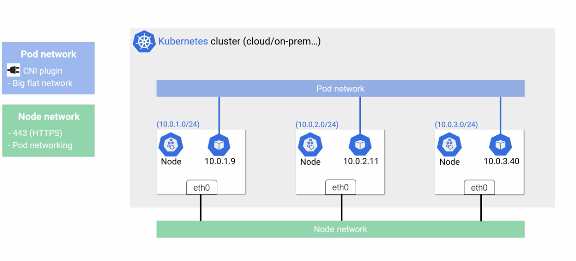 Kubernetes cluster (cloud/on-prem...)
Pod network
CNI plugin
- Big flat network
Node network
- 443 (HTTPS)
- Pod networking
Pod network
(10.0.1.0/24)
(10.0.2.0/24)
(10.0.3.0/24)
Node
10.0.1.9
Node
10.0.2.11
Node
10.0.3.40
eth0
eth0
eth0
Node network